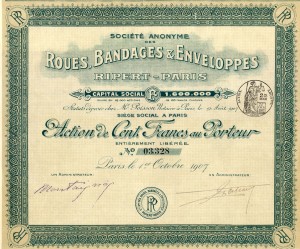 SOCIÉTÉ ANONYME
DES
ROUES, BANDAGES & ENVELOPPES
RIPERT - PARIS
CAPITAL SOCIAL 1.600.000
SIÈGE SOCIAL A PARIS
Action de Cent Francs au Porteur
ENTIÈREMENT LIBÉRÉE
No 03328
Paris le 1er Octobre 1907
UN ADMINISTRATEUR UN ADMINISTRATEUR